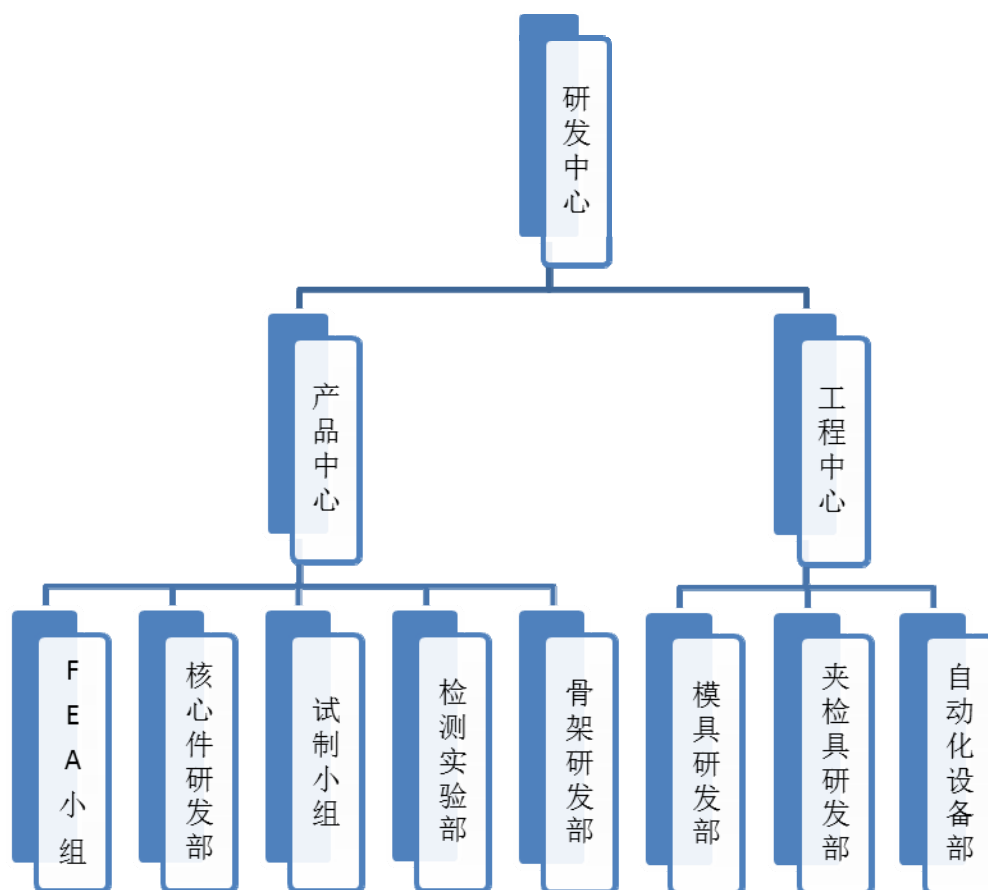 研发中心
产品中心
工程中心
FEA小组
核心件研发部
试制小组
检测实验部
骨架研发部
模具研发部
夹检具研发部
自动化设备部